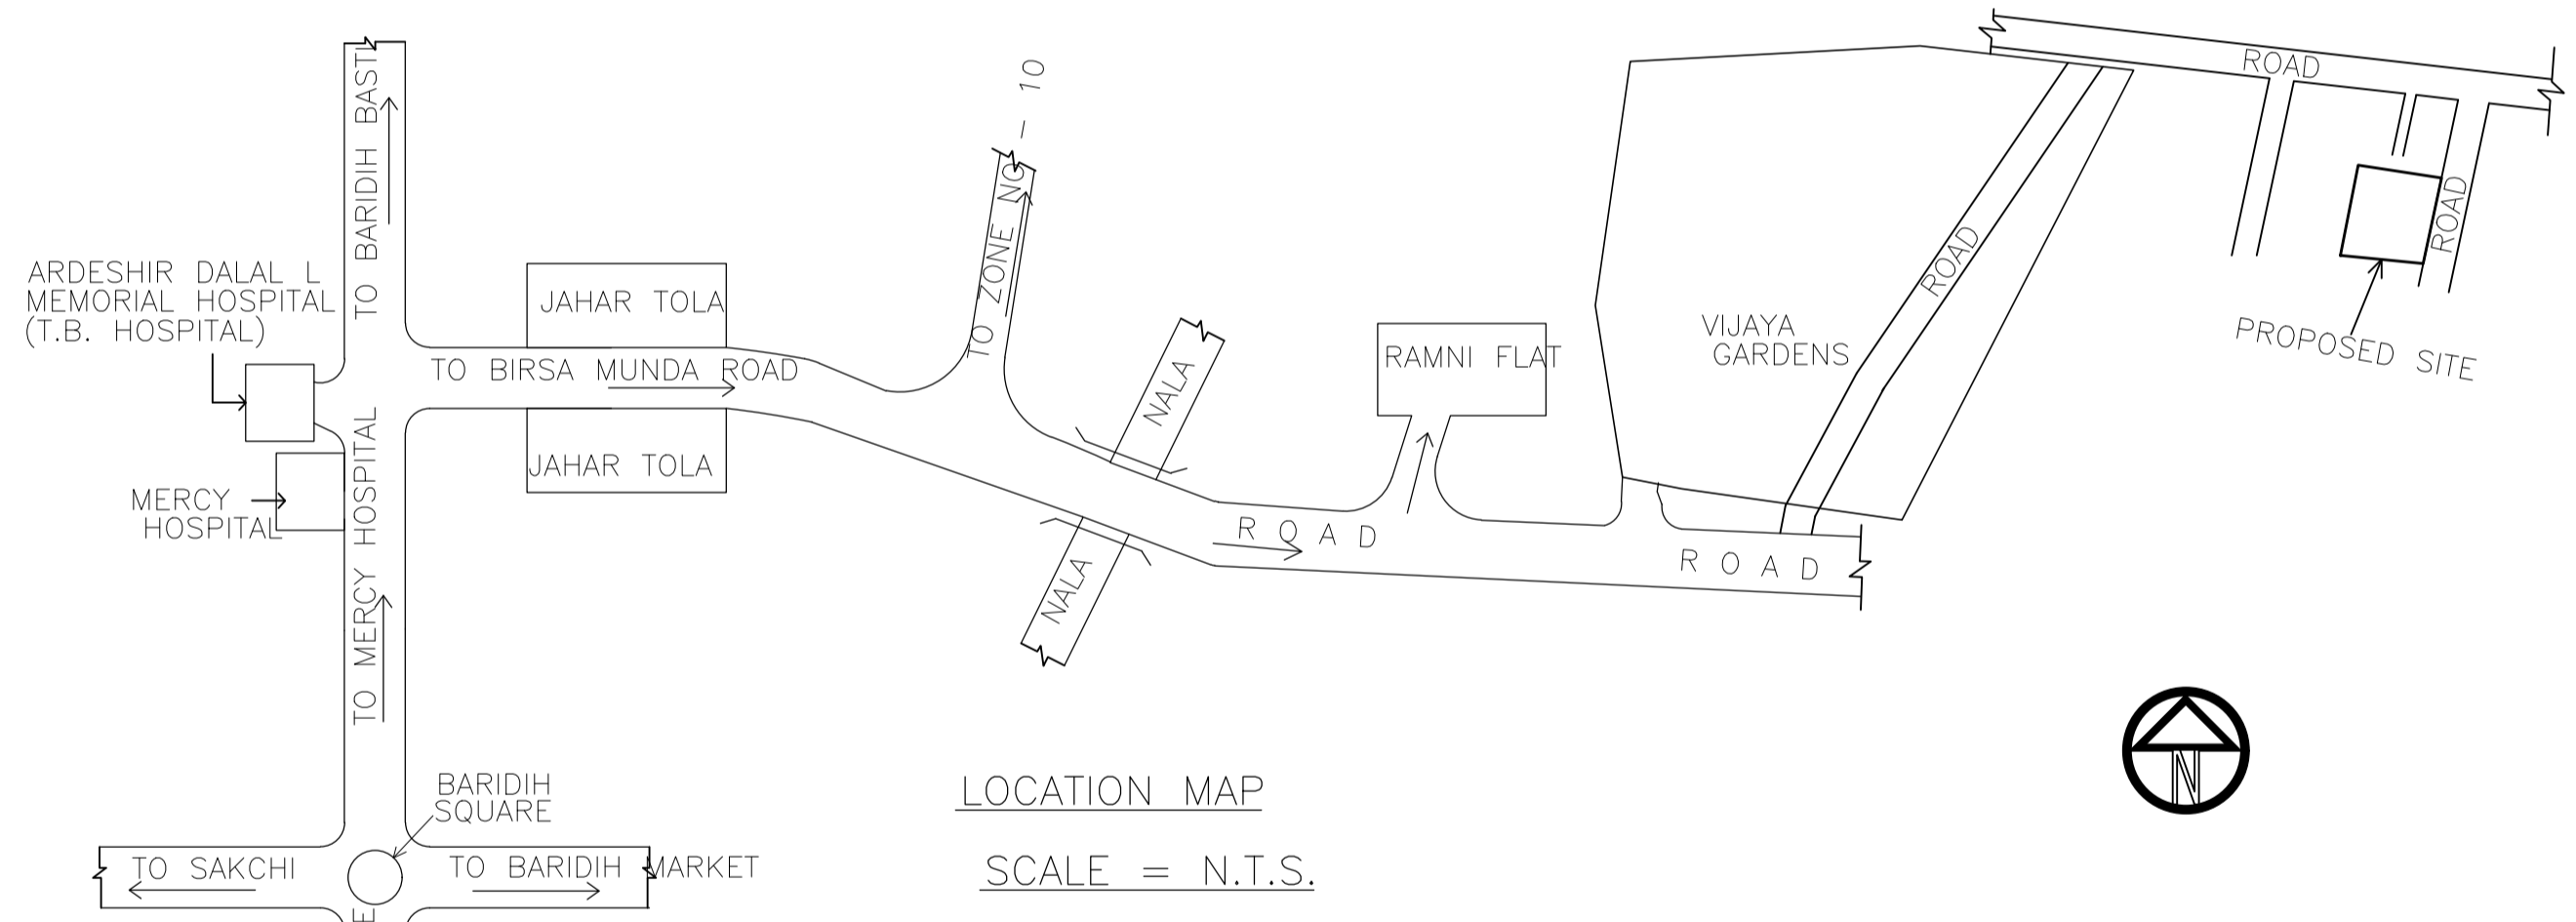 ROAD
TO BARIDIH BASTI
TO ZONE NO - 10
ROAD
ROAD
ARDESHIR DALAL L
MEMORIAL HOSPITAL
(T.B. HOSPITAL)
JAHAR TOLA
VIJAYA
GARDENS
PROPOSED SITE
TO BIRSA MUNDA ROAD
RAMNI FLAT
NALA
JAHAR TOLA
MERCY
HOSPITAL
TO MERCY HOSPITAL
ROAD
ROAD
NALA
N
BARIDIH
SQUARE
LOCATION MAP
TO SAKCHI
TO BARIDIH MARKET
SCALE = N.T.S.
E